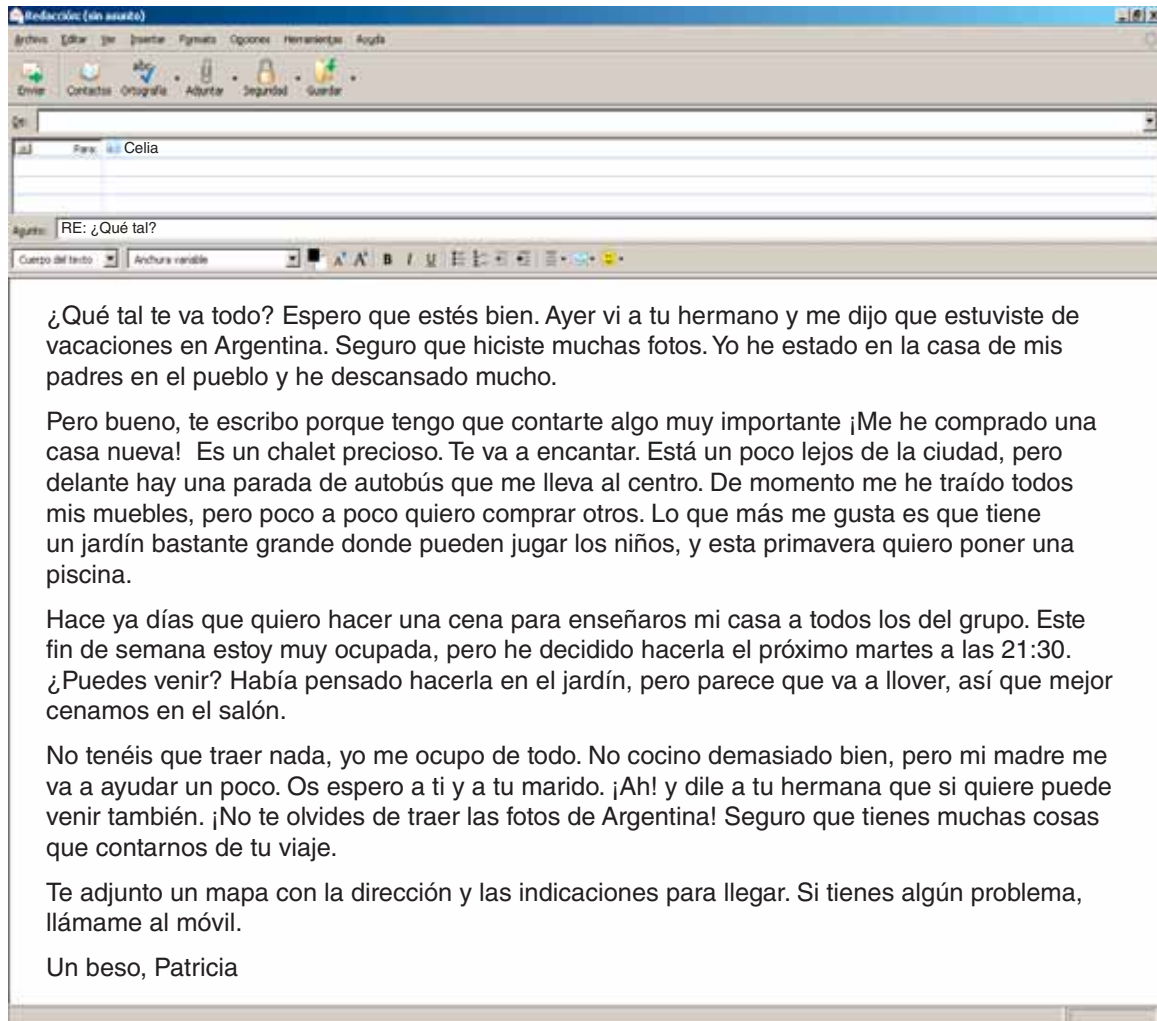 Redacción: (sin asunto)
Archivo Editar Ver Insertar Formato Opciones Herramientas Ayuda
Enviar Contactos Ortografía Adjuntar Seguridad Guardar
De:
Para: Celia
Asunto: RE: ¿Qué tal?
Cuerpo del texto Anchura variable
¿Qué tal te va todo? Espero que estés bien. Ayer vi a tu hermano y me dijo que estuviste de
vacaciones en Argentina. Seguro que hiciste muchas fotos. Yo he estado en la casa de mis
padres en el pueblo y he descansado mucho.
Pero bueno, te escribo porque tengo que contarte algo muy importante ¡Me he comprado una
casa nueva! Es un chalet precioso. Te va a encantar. Está un poco lejos de la ciudad, pero
delante hay una parada de autobús que me lleva al centro. De momento me he traído todos
mis muebles, pero poco a poco quiero comprar otros. Lo que más me gusta es que tiene
un jardín bastante grande donde pueden jugar los niños, y esta primavera quiero poner una
piscina.
Hace ya días que quiero hacer una cena para enseñaros mi casa a todos los del grupo. Este
fin de semana estoy muy ocupada, pero he decidido hacerla el próximo martes a las 21:30.
¿Puedes venir? Había pensado hacerla en el jardín, pero parece que va a llover, así que mejor
cenamos en el salón.
No tenéis que traer nada, yo me ocupo de todo. No cocino demasiado bien, pero mi madre me
va a ayudar un poco. Os espero a ti y a tu marido. ¡Ah! y dile a tu hermana que si quiere puede
venir también. ¡No te olvides de traer las fotos de Argentina! Seguro que tienes muchas cosas
que contarnos de tu viaje.
Te adjunto un mapa con la dirección y las indicaciones para llegar. Si tienes algún problema,
llámame al móvil.
Un beso, Patricia